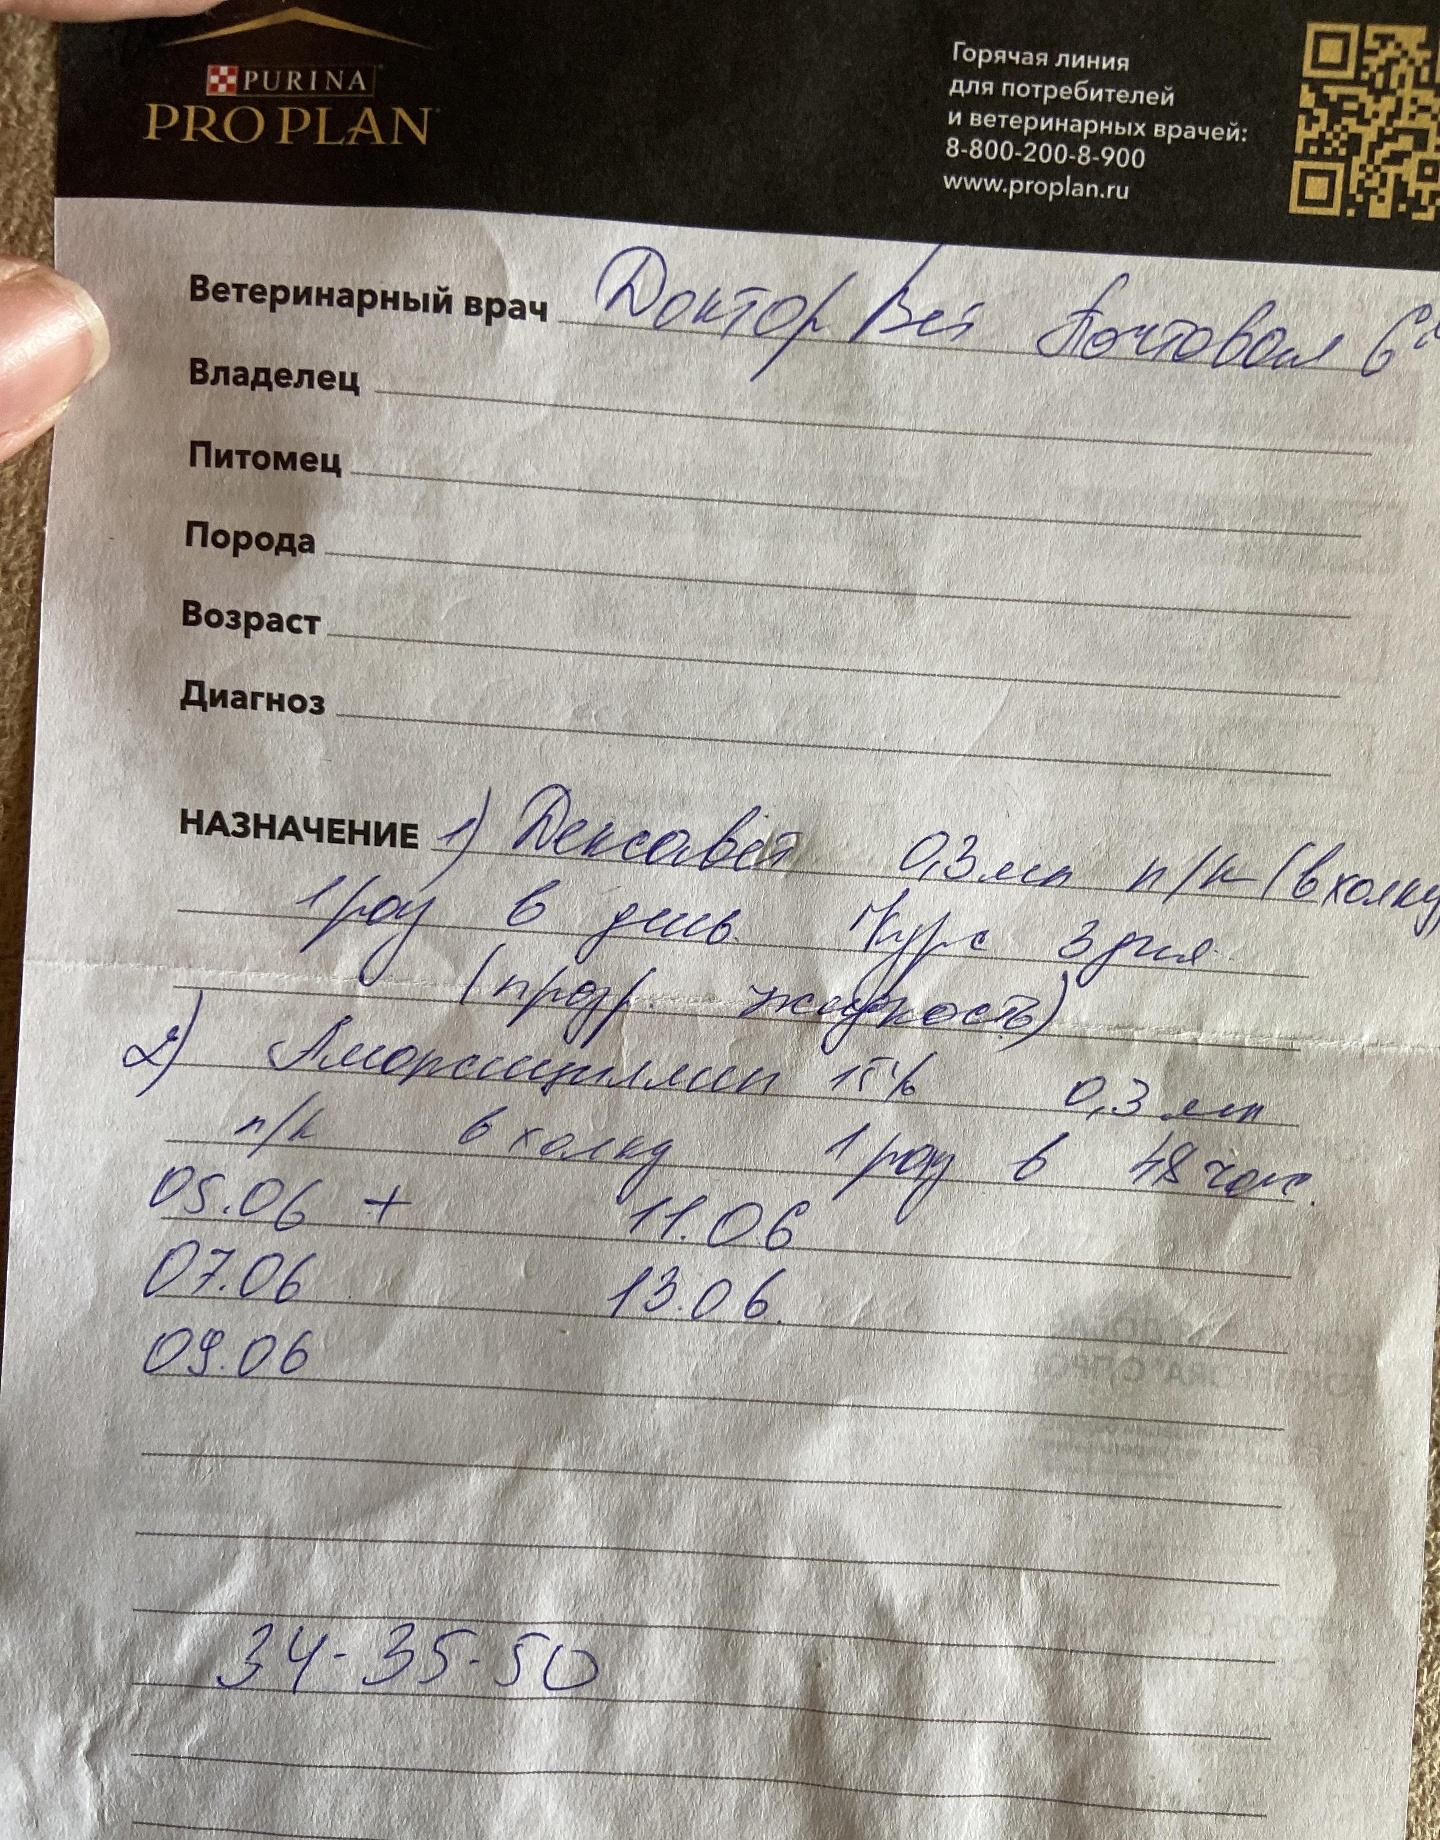 PURINA
PRO PLAN
Горячая линия
для потребителей
и ветеринарных врачей:
8-800-200-8-900
www.proplan.ru
Ветеринарный врач Доктор Вет Почтовая 6
Владелец
Питомец
Порода
Возраст
Диагноз
НАЗНАЧЕНИЕ 1) Дексавет 0,3 мл п/к (в холку)
1 раз в день. Курс 3 дня.
(прозр. жидкость)
2) Амоксициллин 15% 0,3 мл
п/к в холку 1 раз в 48 час.
05.06 + 11.06
07.06 13.06.
09.06
34-35-50